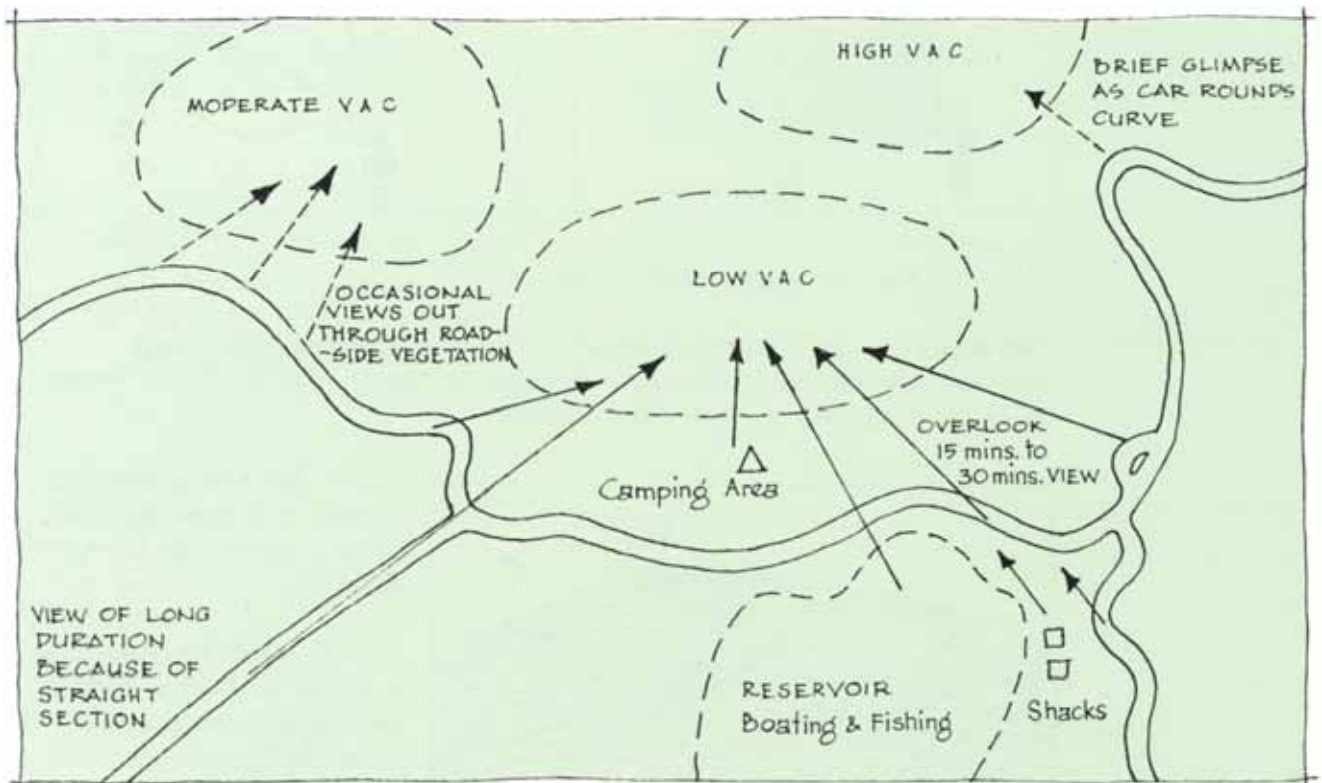 HIGH VAC
BRIEF GLIMPSE
AS CAR ROUNDS
CURVE
MODERATE VAC
LOW VAC
OCCASIONAL
VIEWS OUT
THROUGH ROAD-
-SIDE VEGETATION
OVERLOOK
15 mins. to
30 mins. VIEW
Camping Area
VIEW OF LONG
DURATION
BECAUSE OF
STRAIGHT
SECTION
RESERVOIR
Boating & Fishing
Shacks